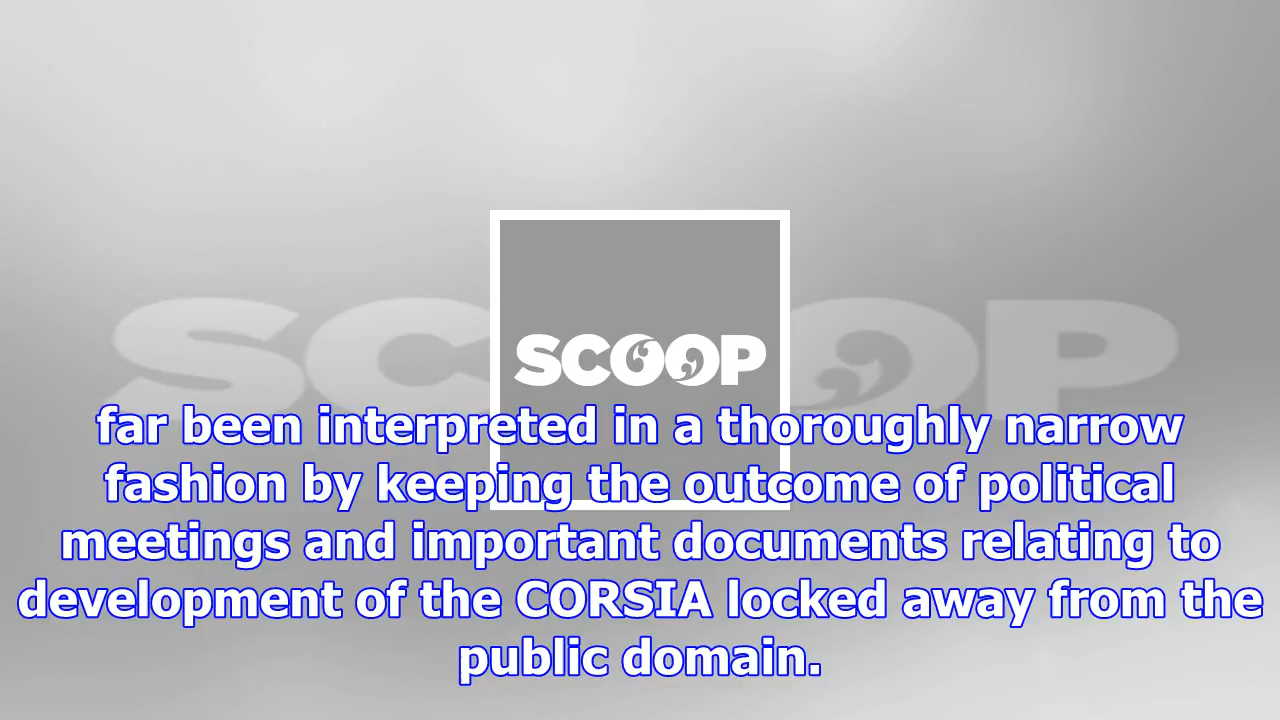 SCOOP
SCOOP
far been interpreted in a thoroughly narrow
fashion by keeping the outcome of political
meetings and important documents relating to
development of the CORSIA locked away from the
public domain.